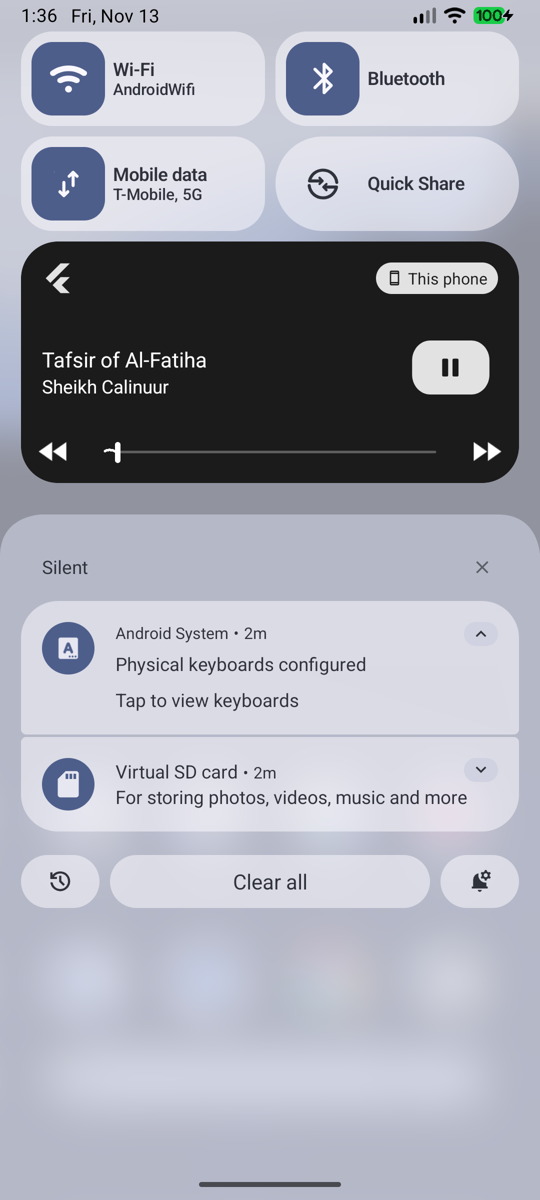 1:36 Fri, Nov 13
100
Wi-Fi
AndroidWifi
Bluetooth
Mobile data
T-Mobile, 5G
Quick Share
This phone
Tafsir of Al-Fatiha
Sheikh Calinuur
Silent
Android System • 2m
Physical keyboards configured
Tap to view keyboards
Virtual SD card • 2m
For storing photos, videos, music and more
Clear all